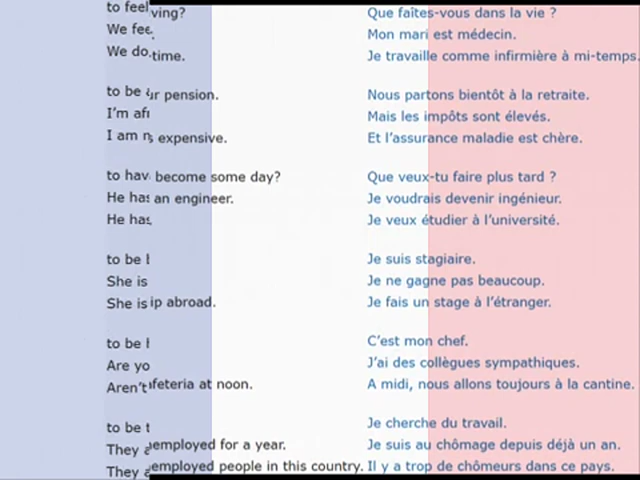 to feel ving? Que faîtes-vous dans la vie ?
We fee Mon mari est médecin.
We do time. Je travaille comme infirmière à mi-temps.
to be ur pension. Nous partons bientôt à la retraite.
I'm afr Mais les impôts sont élevés.
I am n s expensive. Et l'assurance maladie est chère.
to hav become some day? Que veux-tu faire plus tard ?
He has an engineer. Je voudrais devenir ingénieur.
He has Je veux étudier à l'université.
to be Je suis stagiaire.
She is Je ne gagne pas beaucoup.
She is ip abroad. Je fais un stage à l'étranger.
to be C'est mon chef.
Are yo J'ai des collègues sympathiques.
Aren't feteria at noon. A midi, nous allons toujours à la cantine.
to be Je cherche du travail.
They employed for a year. Je suis au chômage depuis déjà un an.
They employed people in this country. Il y a trop de chômeurs dans ce pays.